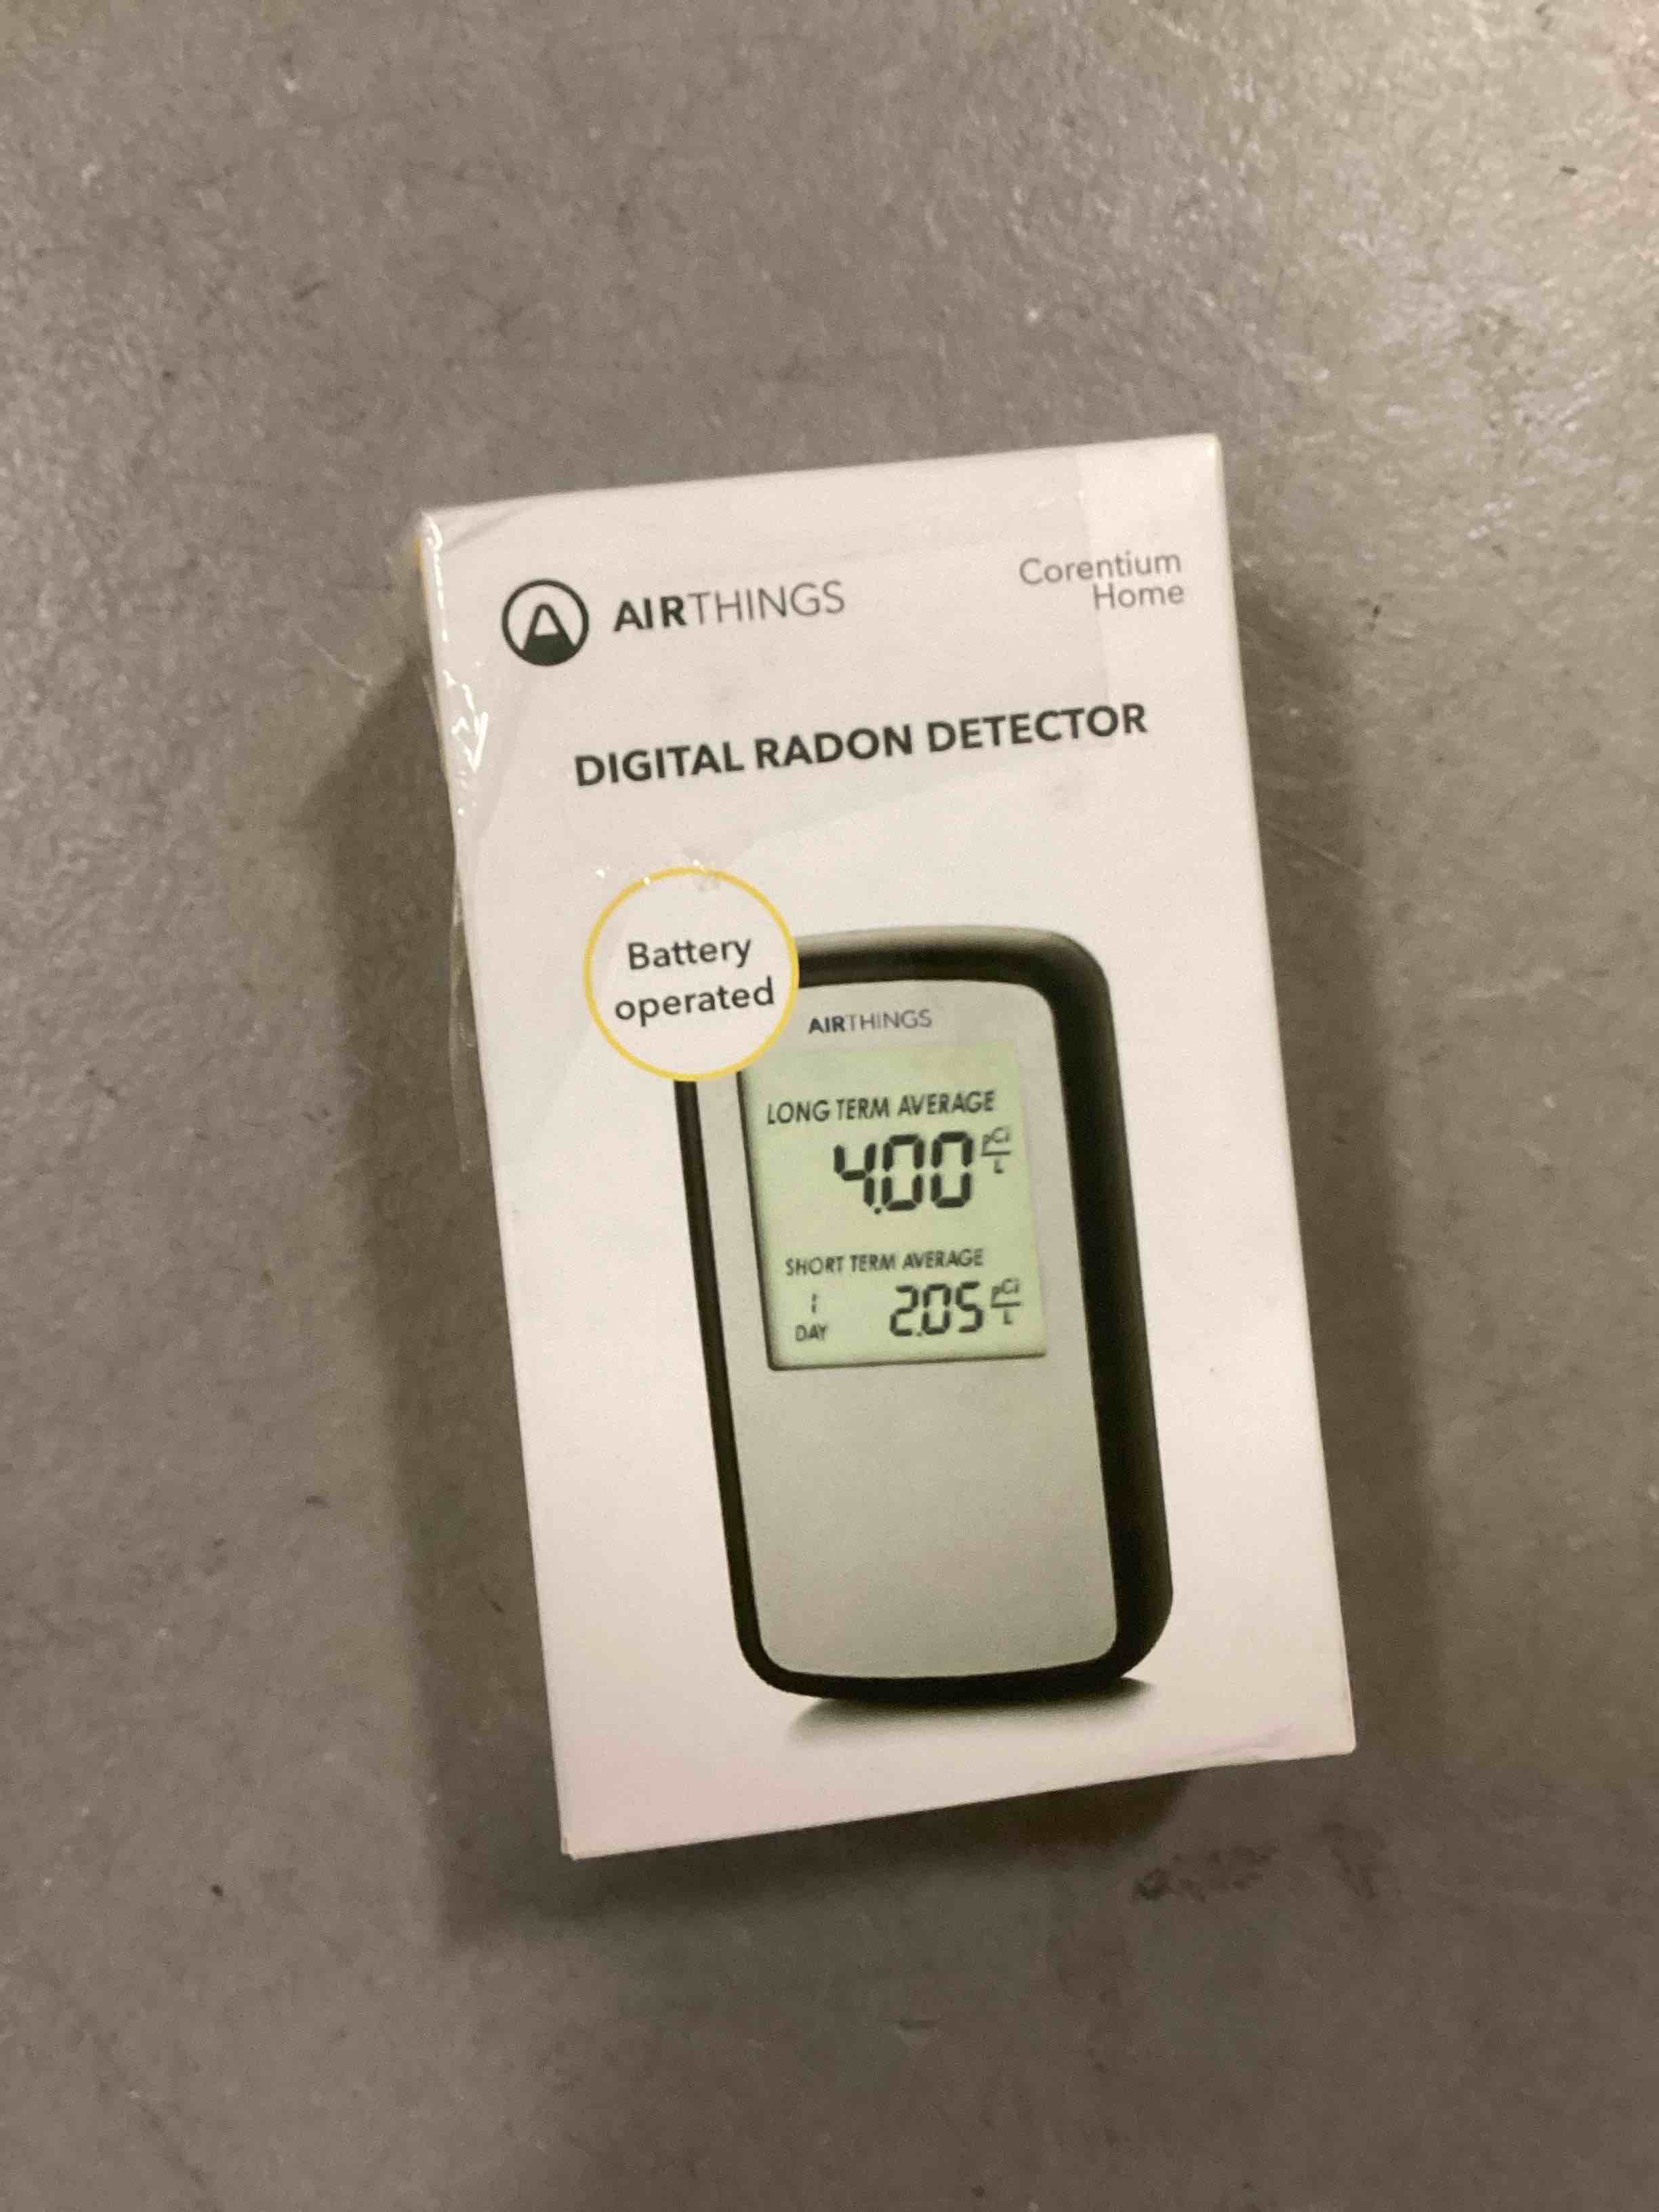 AIRTHINGS
Corentium
Home
DIGITAL RADON DETECTOR
Battery
operated
AIRTHINGS
LONG TERM AVERAGE
4.00 pCi/L
SHORT TERM AVERAGE
1
DAY
2.05 pCi/L